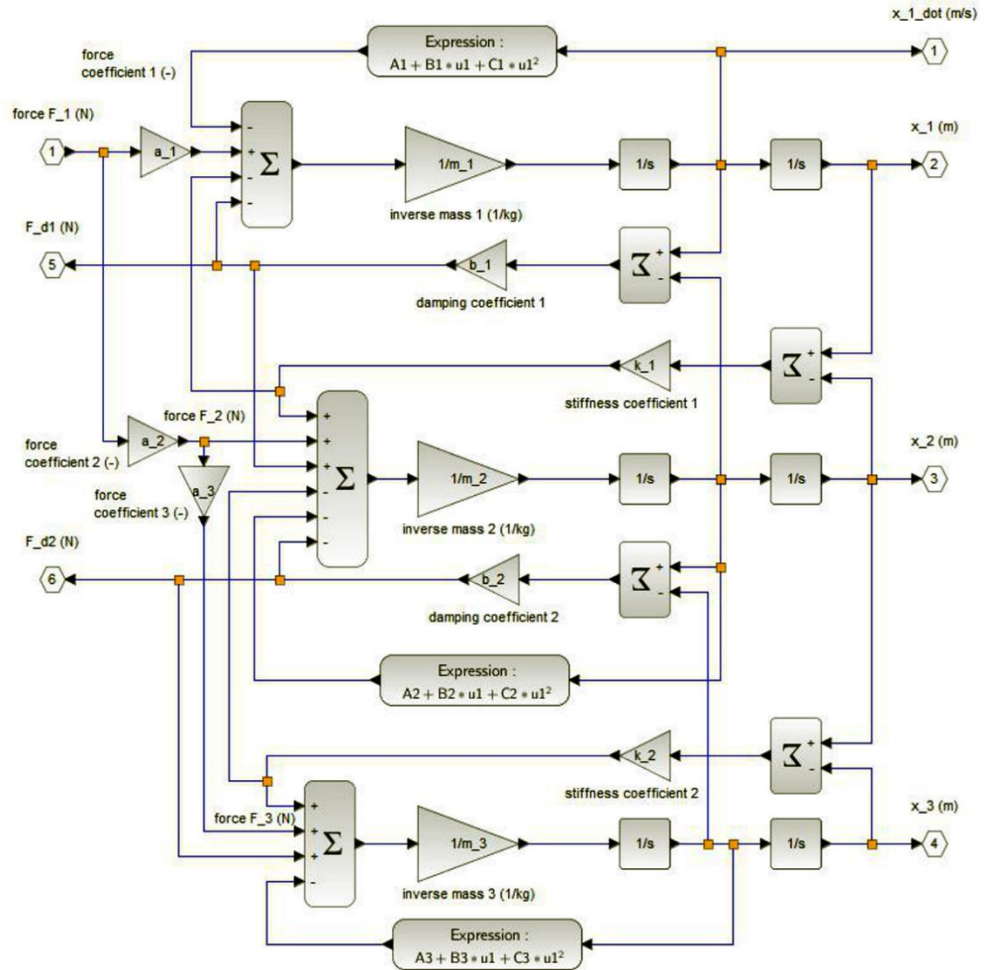 x_1_dot (m/s)
Expression :
A1 + B1 * u1 + C1 * u1²
1
force
coefficient 1 (-)
force F_1 (N)
x_1 (m)
-
1
a_1
+
Σ
1/m_1
1/s
1/s
2
-
-
inverse mass 1 (1/kg)
F_d1 (N)
5
b_1
Σ
+
-
damping coefficient 1
k_1
Σ
+
-
stiffness coefficient 1
force F_2 (N)
x_2 (m)
+
a_2
+
force
coefficient 2 (-)
+
Σ
1/m_2
1/s
1/s
3
a_3
-
force
coefficient 3 (-)
-
inverse mass 2 (1/kg)
-
F_d2 (N)
6
b_2
Σ
+
-
damping coefficient 2
Expression :
A2 + B2 * u1 + C2 * u1²
k_2
Σ
+
-
stiffness coefficient 2
x_3 (m)
+
force F_3 (N)
+
Σ
1/m_3
1/s
1/s
4
+
-
inverse mass 3 (1/kg)
Expression :
A3 + B3 * u1 + C3 * u1²